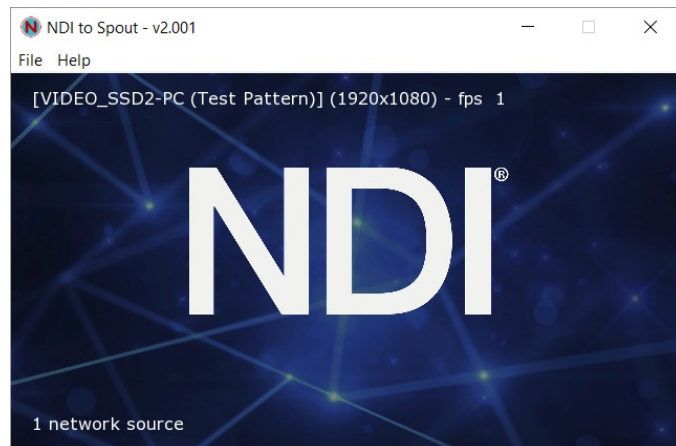 NDI to Spout - v2.001
File Help
[VIDEO_SSD2-PC (Test Pattern)] (1920x1080) - fps 1
NDI®
1 network source